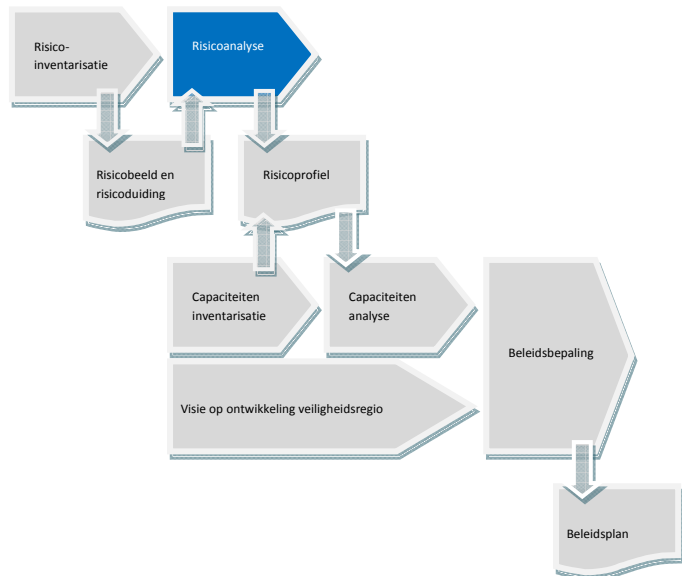 Risico-
inventarisatie
Risicoanalyse
Risicobeeld en
risicoduiding
Risicoprofiel
Capaciteiten
inventarisatie
Capaciteiten
analyse
Beleidsbepaling
Visie op ontwikkeling veiligheidsregio
Beleidsplan